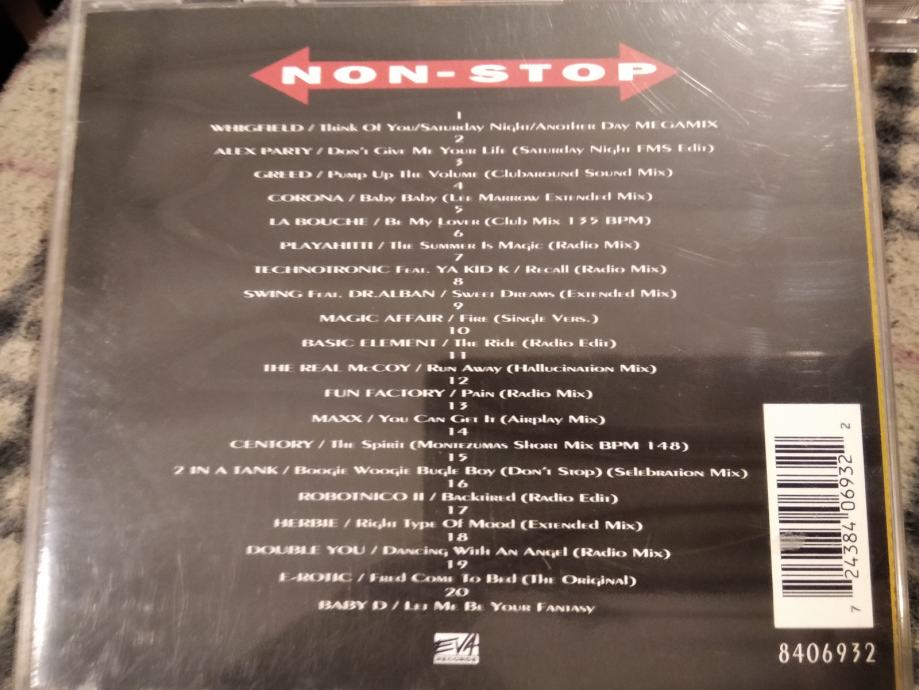 NON-STOP
1
WHIGFIELD / Think Of You/Saturday Night/Another Day MEGAMIX
2
ALEX PARTY / Don't Give Me Your Life (Saturday Night FMS Edit)
3
GREED / Pump Up The Volume (Clubaround Sound Mix)
4
CORONA / Baby Baby (Lee Marrow Extended Mix)
5
LA BOUCHE / Be My Lover (Club Mix 135 BPM)
6
PLAYAHITTI / The Summer Is Magic (Radio Mix)
7
TECHNOTRONIC Feat. YA KID K / Recall (Radio Mix)
8
SWING Feat. DR.ALBAN / Sweet Dreams (Extended Mix)
9
MAGIC AFFAIR / Fire (Single Vers.)
10
BASIC ELEMENT / The Ride (Radio Edit)
11
THE REAL McCOY / Run Away (Hallucination Mix)
12
FUN FACTORY / Pain (Radio Mix)
13
MAXX / You Can Get It (Airplay Mix)
14
CENTORY / The Spirit (Montezumas Short Mix BPM 148)
15
2 IN A TANK / Boogie Woogie Bugle Boy (Don't Stop) (Selebration Mix)
16
ROBOTNICO II / Backtired (Radio Edit)
17
HERBIE / Right Type Of Mood (Extended Mix)
18
DOUBLE YOU / Dancing With An Angel (Radio Mix)
19
E-ROTIC / Fred Come To Bed (The Original)
20
BABY D / Let Me Be Your Fantasy
EVA
RECORDS
7 24384 06932 2
8406932